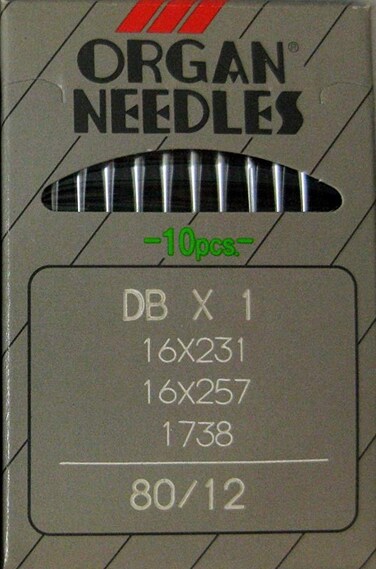 ORGAN®
NEEDLES
-10pcs.-
DB X 1
16X231
16X257
1738
80/12